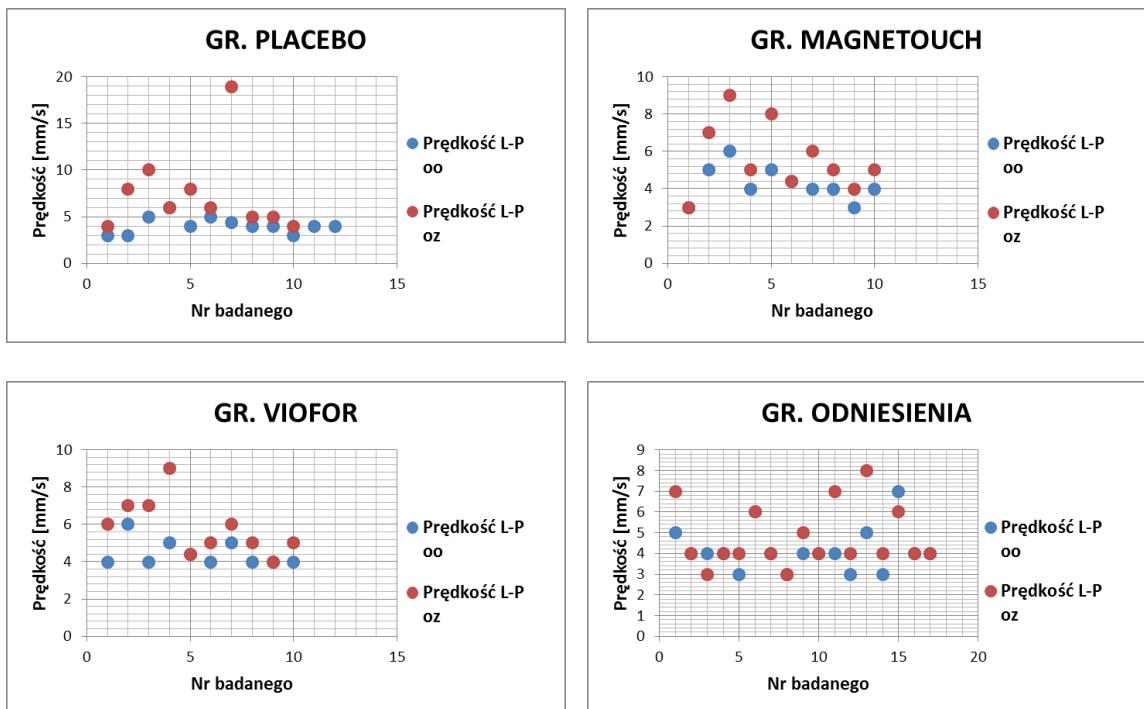 GR. PLACEBO
Prędkość [mm/s]
20
15
10
5
0
0 5 10 15
Nr badanego
Prędkość L-P
oo
Prędkość L-P
oz
GR. MAGNETOUCH
Prędkość [mm/s]
10
8
6
4
2
0
0 5 10 15
Nr badanego
Prędkość L-P
oo
Prędkość L-P
oz
GR. VIOFOR
Prędkość [mm/s]
10
8
6
4
2
0
0 5 10 15
Nr badanego
Prędkość L-P
oo
Prędkość L-P
oz
GR. ODNIESIENIA
Prędkość [mm/s]
9
8
7
6
5
4
3
2
1
0
0 5 10 15 20
Nr badanego
Prędkość L-P
oo
Prędkość L-P
oz